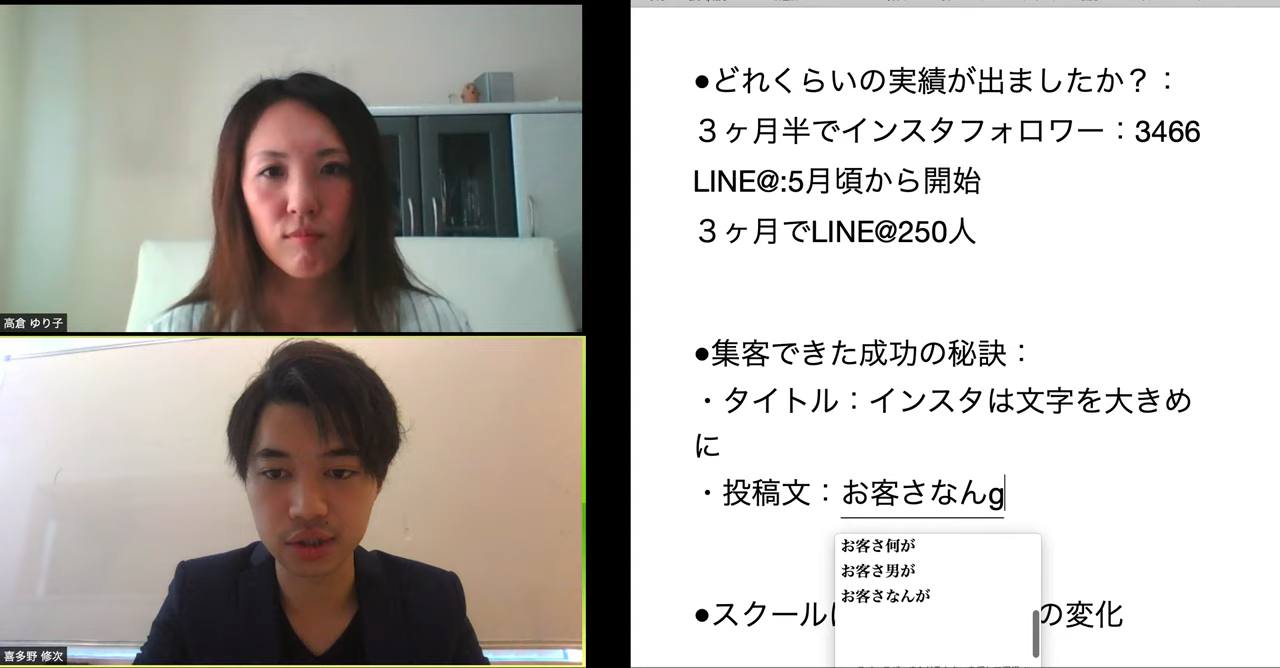 高倉 ゆり子
喜多野 修次
●どれくらいの実績が出ましたか？：
３ヶ月半でインスタフォロワー：3466
LINE@:5月頃から開始
３ヶ月でLINE@250人
●集客できた成功の秘訣：
・タイトル：インスタは文字を大きめ
に
・投稿文：お客さなんg
お客さ何が
お客さ男が
お客さなんが
●スクール
の変化